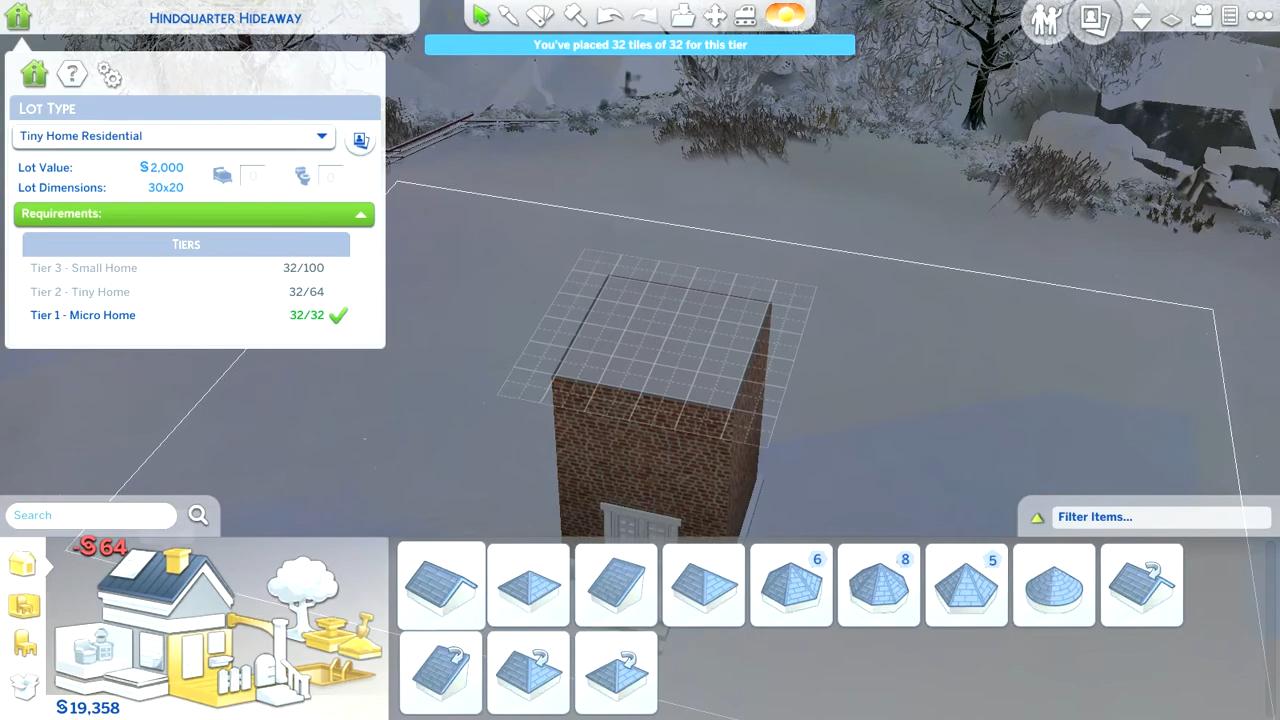 HINDQUARTER HIDEAWAY
You've placed 32 tiles of 32 for this tier
LOT TYPE
Tiny Home Residential
Lot Value: §2,000
0
0
Lot Dimensions: 30x20
Requirements:
TIERS
Tier 3 - Small Home 32/100
Tier 2 - Tiny Home 32/64
Tier 1 - Micro Home 32/32
Search
Filter Items...
-§64
6
8
5
§19,358